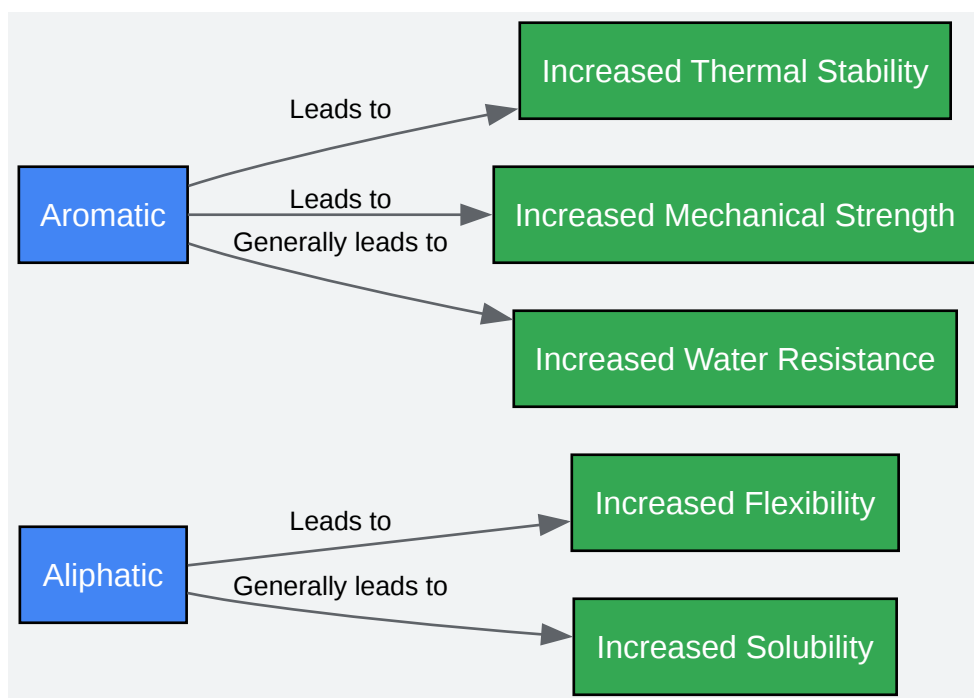 Increased Thermal Stability
Leads to
Aromatic
Leads to
Increased Mechanical Strength
Generally leads to
Increased Water Resistance
Increased Flexibility
Leads to
Aliphatic
Generally leads to
Increased Solubility